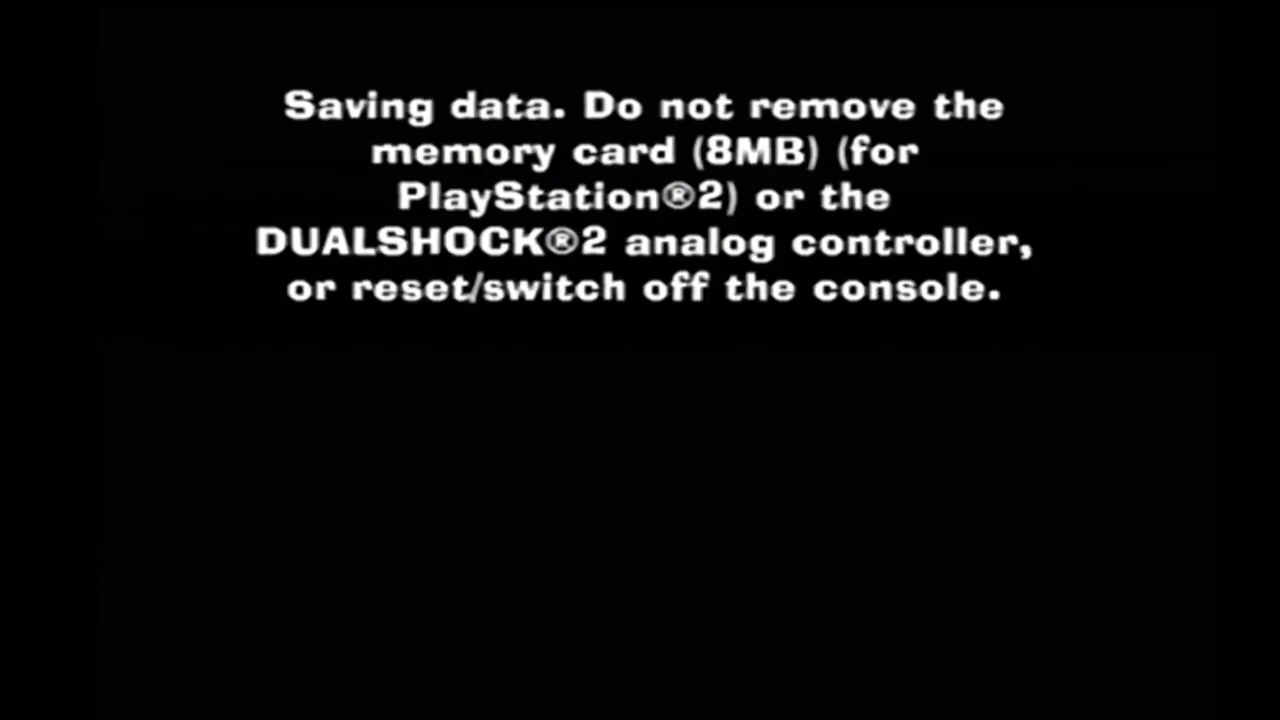 Saving data. Do not remove the
memory card (8MB) (for
PlayStation®2) or the
DUALSHOCK®2 analog controller,
or reset/switch off the console.